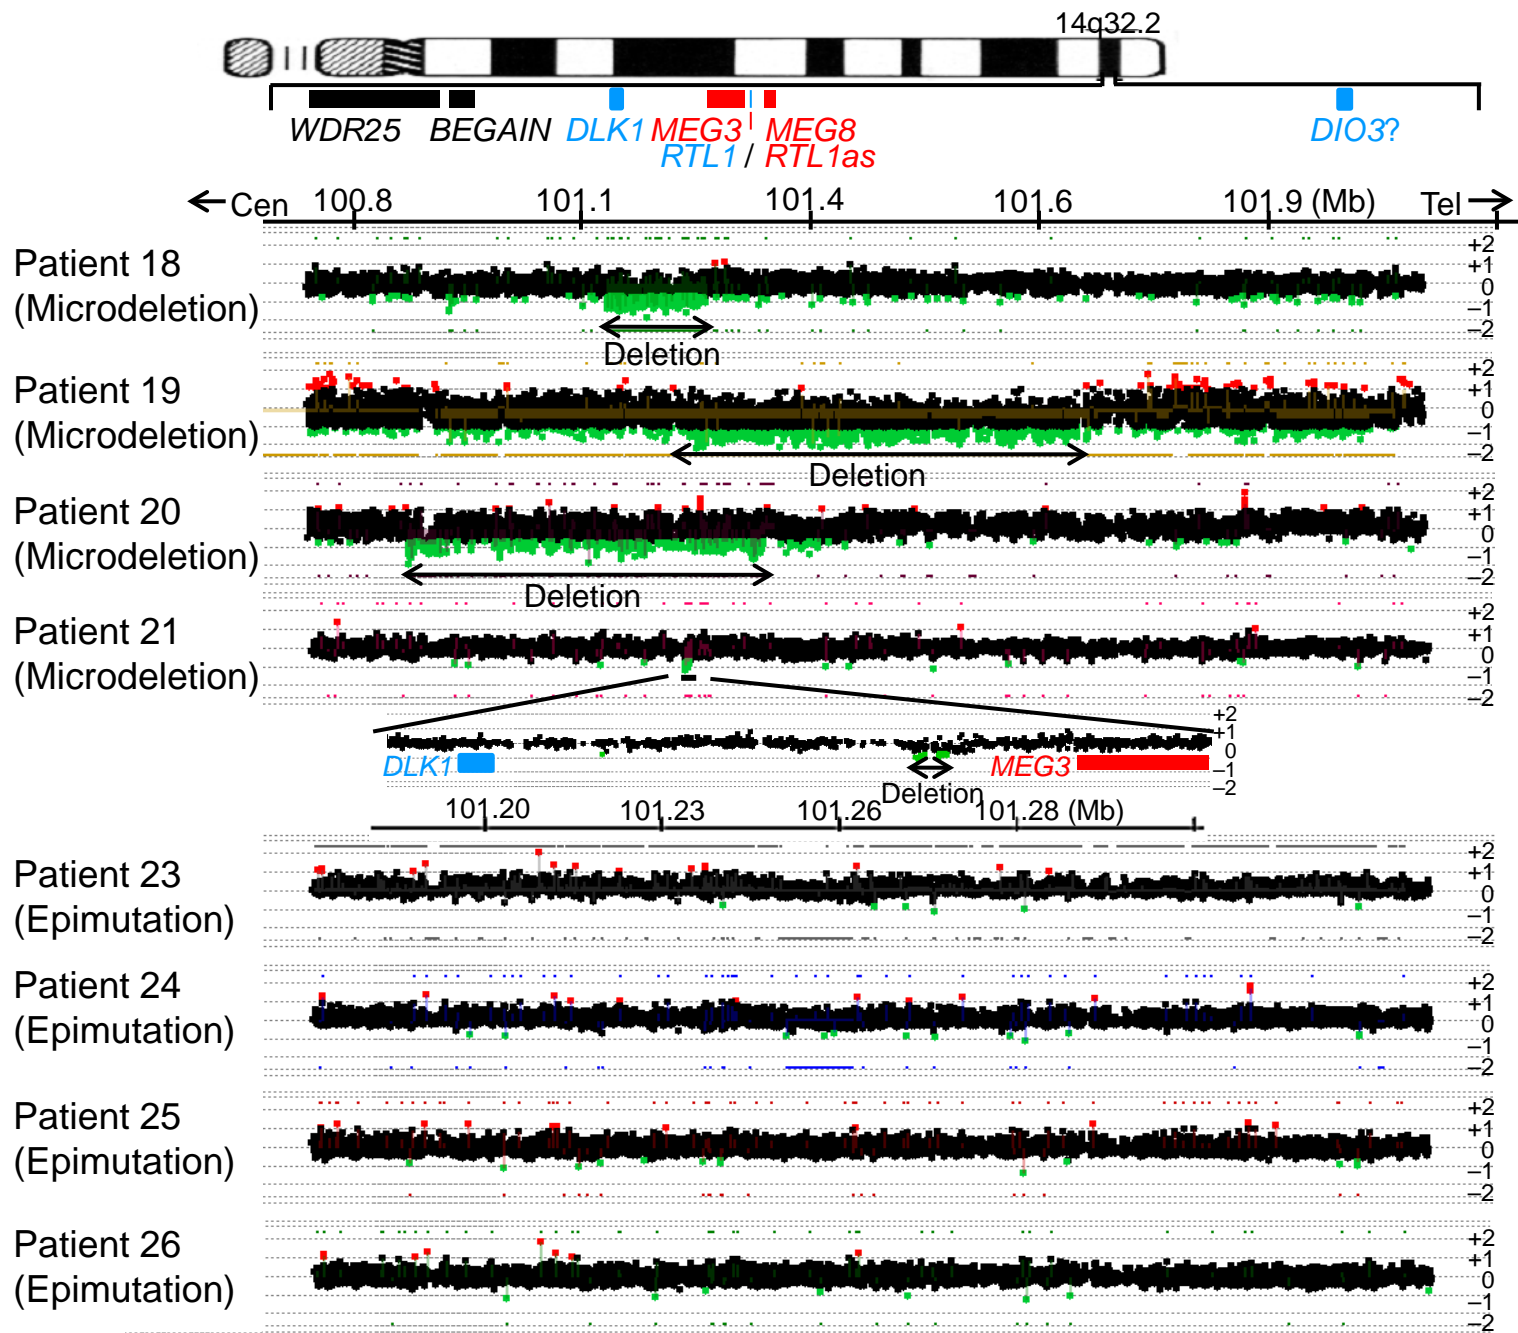 14q32.2
WDR25 BEGAIN DLK1 MEG3 MEG8 DIO3?
RTL1 / RTL1as
Cen 100.8 101.1 101.4 101.6 101.9 (Mb) Tel
Patient 18
(Microdeletion)
+2
+1
0
−1
−2
Deletion
Patient 19
(Microdeletion)
+2
+1
0
−1
−2
Deletion
Patient 20
(Microdeletion)
+2
+1
0
−1
−2
Deletion
Patient 21
(Microdeletion)
+2
+1
0
−1
−2
+2
+1
0
−1
−2
DLK1 MEG3
Deletion
101.20 101.23 101.26 101.28 (Mb)
Patient 23
(Epimutation)
+2
+1
0
−1
−2
Patient 24
(Epimutation)
+2
+1
0
−1
−2
Patient 25
(Epimutation)
+2
+1
0
−1
−2
Patient 26
(Epimutation)
+2
+1
0
−1
−2